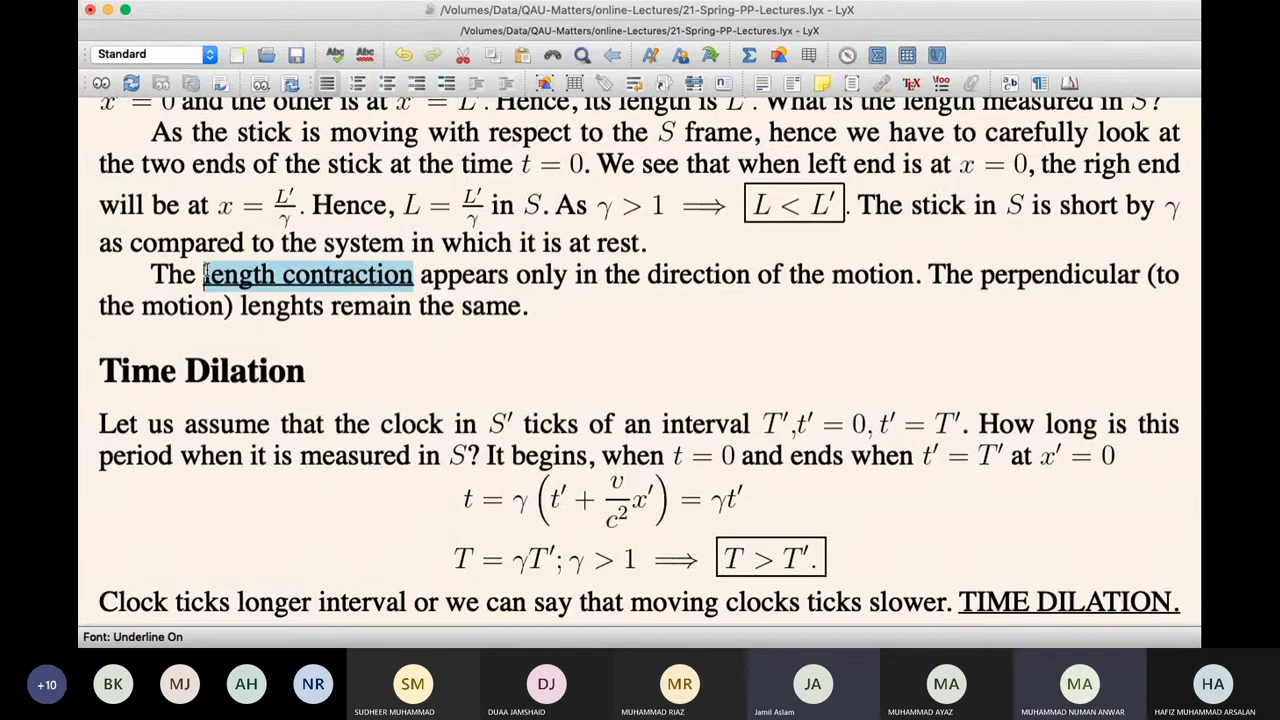 /Volumes/Data/QAU-Matters/online-Lectures/21-Spring-PP-Lectures.lyx - LyX
/Volumes/Data/QAU-Matters/online-Lectures/21-Spring-PP-Lectures.lyx - LyX
Standard
x′ = 0 and the other is at x′ = L′. Hence, its length is L′. What is the length measured in S?
As the stick is moving with respect to the S frame, hence we have to carefully look at
the two ends of the stick at the time t = 0. We see that when left end is at x = 0, the righ end
will be at x = L′/γ. Hence, L = L′/γ in S. As γ > 1 ⟹ L < L′. The stick in S is short by γ
as compared to the system in which it is at rest.
The length contraction appears only in the direction of the motion. The perpendicular (to
the motion) lenghts remain the same.
Time Dilation
Let us assume that the clock in S′ ticks of an interval T′,t′ = 0, t′ = T′. How long is this
period when it is measured in S? It begins, when t = 0 and ends when t′ = T′ at x′ = 0
t = γ (t′ + v/c² x′) = γt′
T = γT′; γ > 1 ⟹ T > T′.
Clock ticks longer interval or we can say that moving clocks ticks slower. TIME DILATION.
Font: Underline On
+10 BK MJ AH NR SM DJ MR JA MA MA HA
SUDHEER MUHAMMAD DUAA JAMSHAID MUHAMMAD RIAZ Jamil Aslam MUHAMMAD AYAZ MUHAMMAD NUMAN ANWAR HAFIZ MUHAMMAD ARSALAN